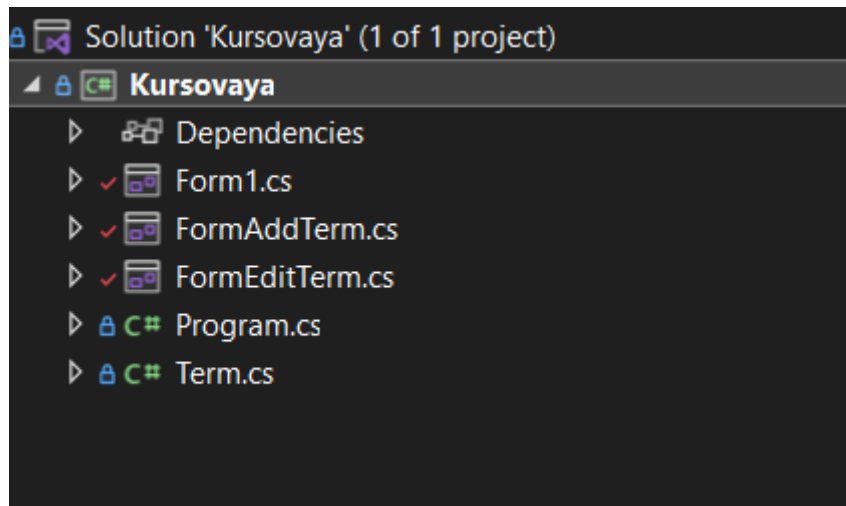 Solution 'Kursovaya' (1 of 1 project)
C# Kursovaya
Dependencies
Form1.cs
FormAddTerm.cs
FormEditTerm.cs
C# Program.cs
C# Term.cs